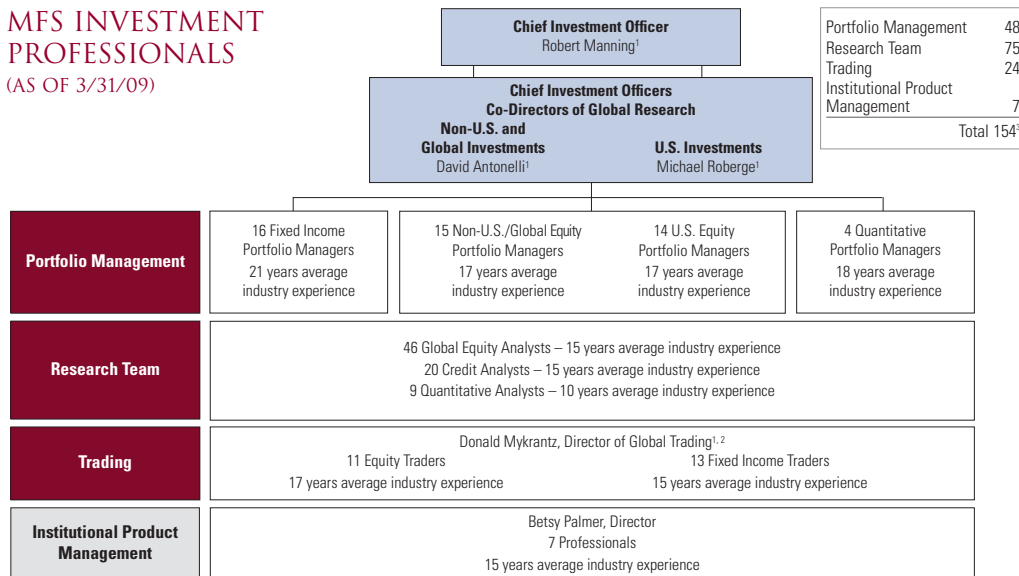 MFS INVESTMENT
PROFESSIONALS
(AS OF 3/31/09)
Chief Investment Officer
Robert Manning¹
Portfolio Management 48
Research Team 75
Trading 24
Institutional Product
Management 7
Total 154³
Chief Investment Officers
Co-Directors of Global Research
Non-U.S. and
Global Investments
David Antonelli¹
U.S. Investments
Michael Roberge¹
Portfolio Management
16 Fixed Income
Portfolio Managers
21 years average
industry experience
15 Non-U.S./Global Equity
Portfolio Managers
17 years average
industry experience
14 U.S. Equity
Portfolio Managers
17 years average
industry experience
4 Quantitative
Portfolio Managers
18 years average
industry experience
Research Team
46 Global Equity Analysts – 15 years average industry experience
20 Credit Analysts – 15 years average industry experience
9 Quantitative Analysts – 10 years average industry experience
Trading
Donald Mykrantz, Director of Global Trading¹, ²
11 Equity Traders
17 years average industry experience
13 Fixed Income Traders
15 years average industry experience
Institutional Product
Management
Betsy Palmer, Director
7 Professionals
15 years average industry experience